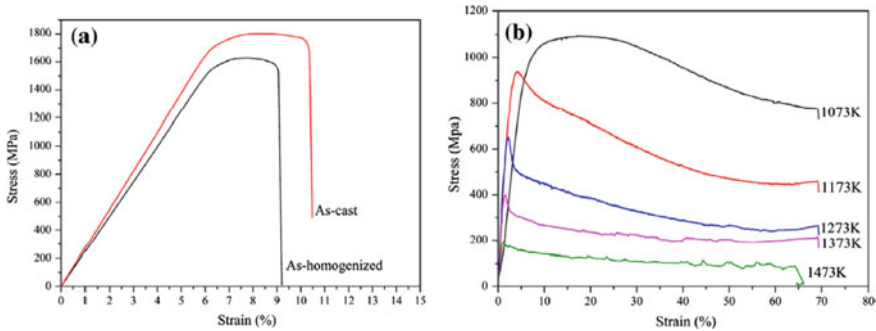 (a)
Stress (MPa)
1800
1600
1400
1200
1000
800
600
400
200
0
As-cast
As-homogenized
0 1 2 3 4 5 6 7 8 9 10 11 12 13 14 15
Strain (%)
(b)
Stress (Mpa)
1200
1000
800
600
400
200
0
1073K
1173K
1273K
1373K
1473K
0 10 20 30 40 50 60 70 80
Strain (%)